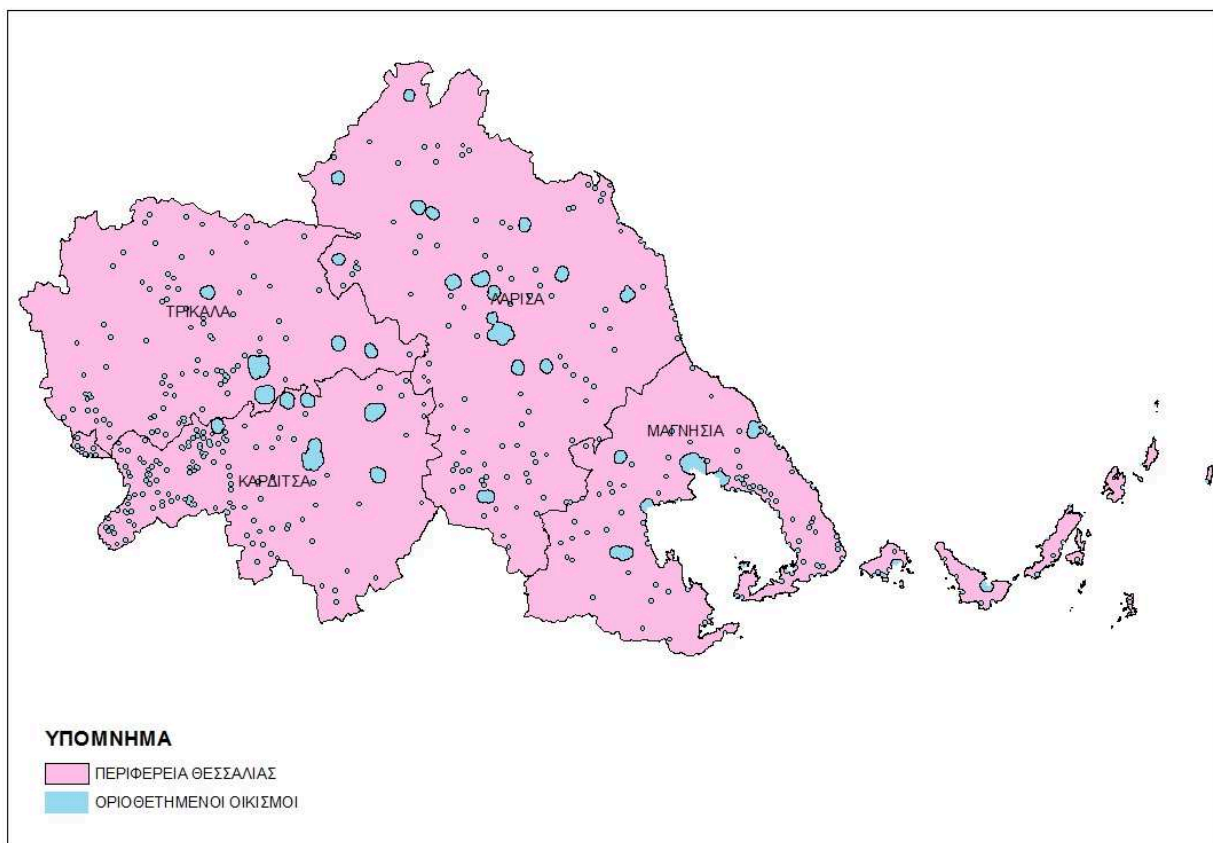 ΤΡΙΚΑΛΑ
ΛΑΡΙΣΑ
ΜΑΓΝΗΣΙΑ
ΚΑΡΔΙΤΣΑ
ΥΠΟΜΝΗΜΑ
ΠΕΡΙΦΕΡΕΙΑ ΘΕΣΣΑΛΙΑΣ
ΟΡΙΟΘΕΤΗΜΕΝΟΙ ΟΙΚΙΣΜΟΙ